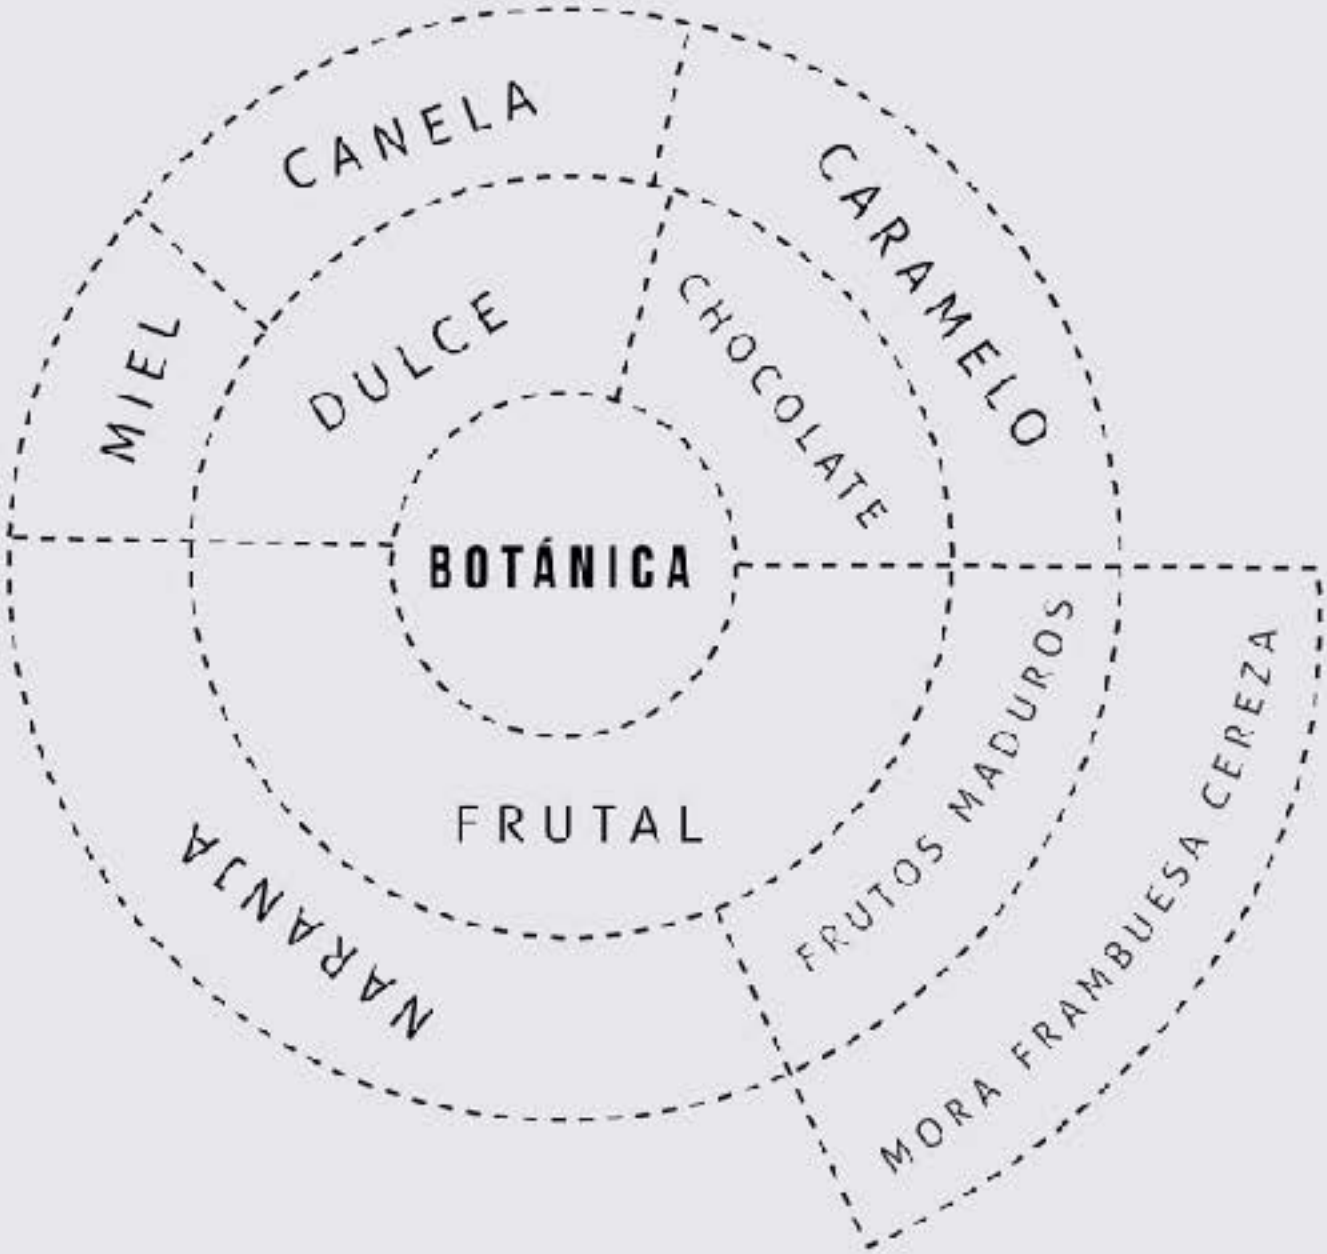 CANELA
CARAMELO
MIEL
DULCE
CHOCOLATE
BOTÁNICA
FRUTAL
NARANJA
FRUTOS MADUROS
MORA FRAMBUESA CEREZA